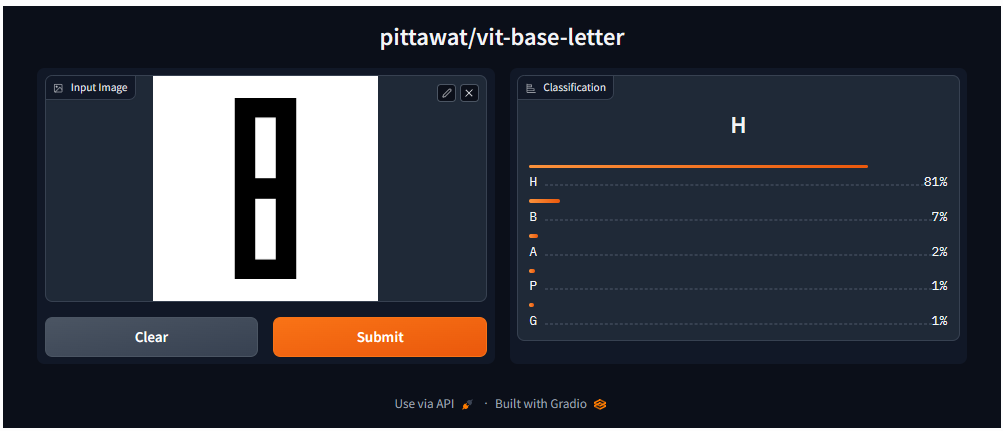 pittawat/vit-base-letter
Input Image
8
Clear
Submit
Classification
H
H 81%
B 7%
A 2%
P 1%
G 1%
Use via API · Built with Gradio